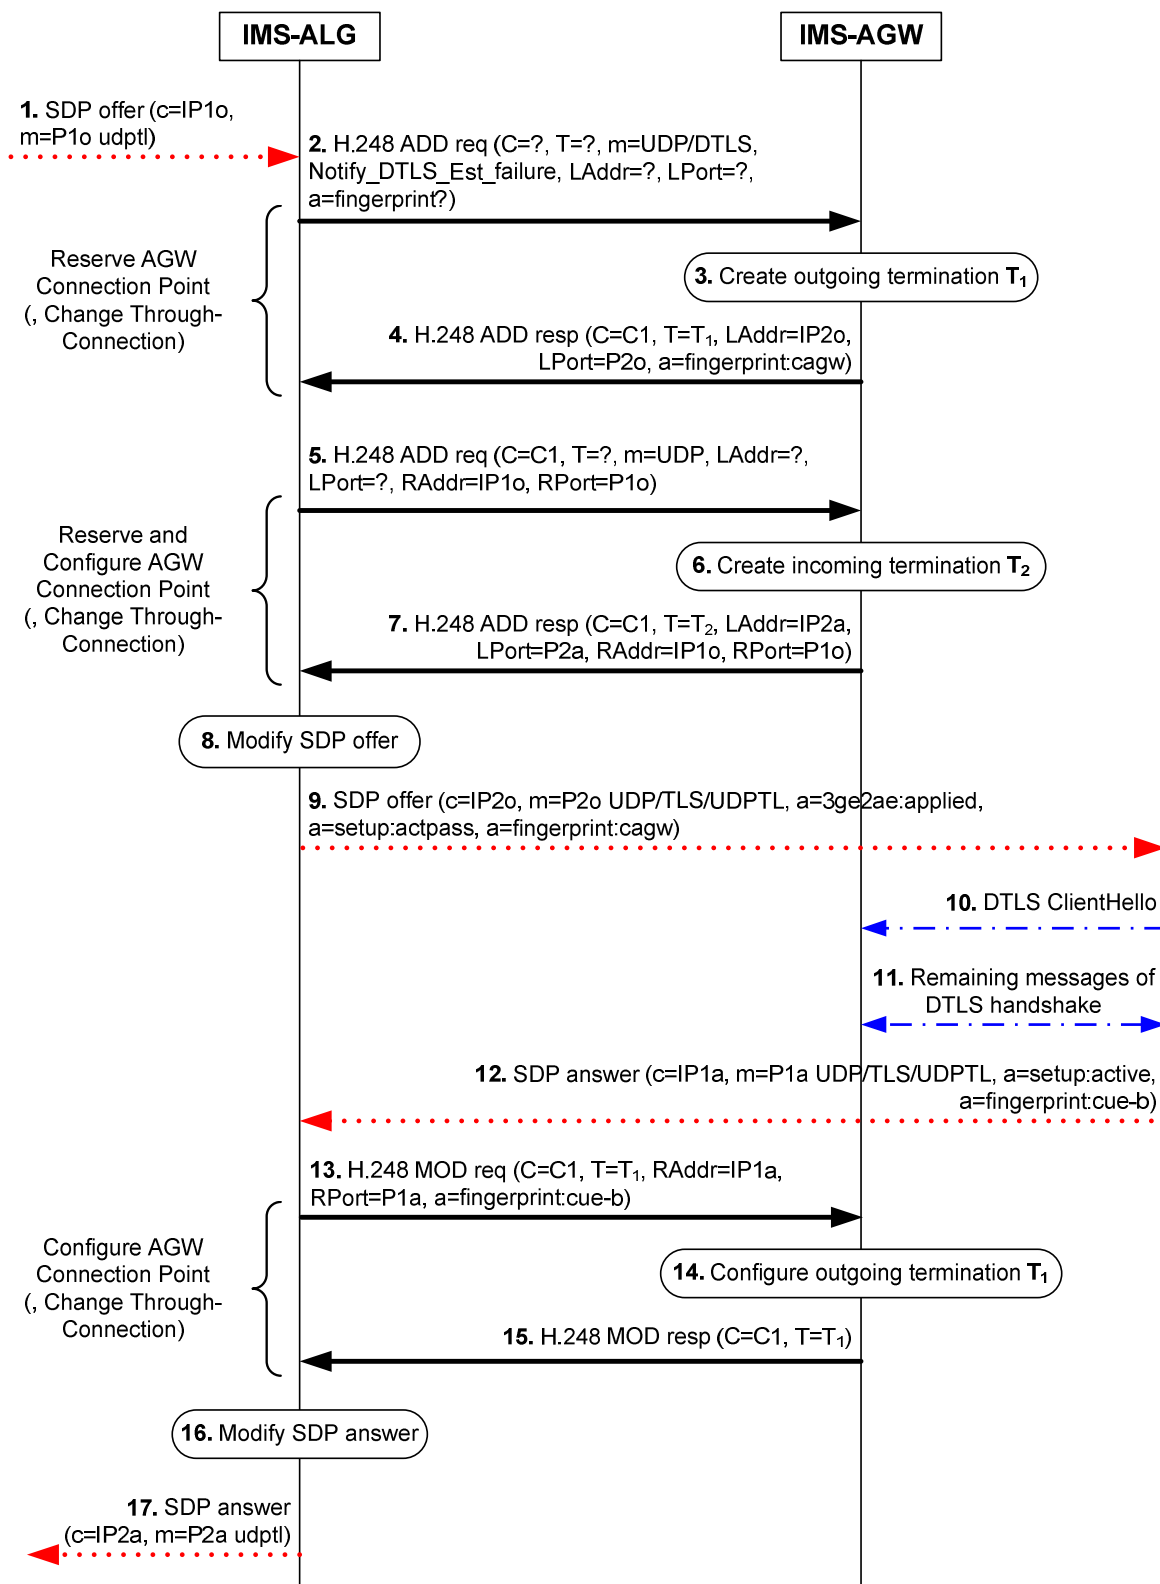 IMS-ALG
IMS-AGW
1. SDP offer (c=IP1o,
m=P1o udptl)
2. H.248 ADD req (C=?, T=?, m=UDP/DTLS,
Notify_DTLS_Est_failure, LAddr=?, LPort=?,
a=fingerprint?)
Reserve AGW
Connection Point
(, Change Through-
Connection)
3. Create outgoing termination T1
4. H.248 ADD resp (C=C1, T=T1, LAddr=IP2o,
LPort=P2o, a=fingerprint:cagw)
5. H.248 ADD req (C=C1, T=?, m=UDP, LAddr=?,
LPort=?, RAddr=IP1o, RPort=P1o)
Reserve and
Configure AGW
Connection Point
(, Change Through-
Connection)
6. Create incoming termination T2
7. H.248 ADD resp (C=C1, T=T2, LAddr=IP2a,
LPort=P2a, RAddr=IP1o, RPort=P1o)
8. Modify SDP offer
9. SDP offer (c=IP2o, m=P2o UDP/TLS/UDPTL, a=3ge2ae:applied,
a=setup:actpass, a=fingerprint:cagw)
10. DTLS ClientHello
11. Remaining messages of
DTLS handshake
12. SDP answer (c=IP1a, m=P1a UDP/TLS/UDPTL, a=setup:active,
a=fingerprint:cue-b)
13. H.248 MOD req (C=C1, T=T1, RAddr=IP1a,
RPort=P1a, a=fingerprint:cue-b)
Configure AGW
Connection Point
(, Change Through-
Connection)
14. Configure outgoing termination T1
15. H.248 MOD resp (C=C1, T=T1)
16. Modify SDP answer
17. SDP answer
(c=IP2a, m=P2a udptl)